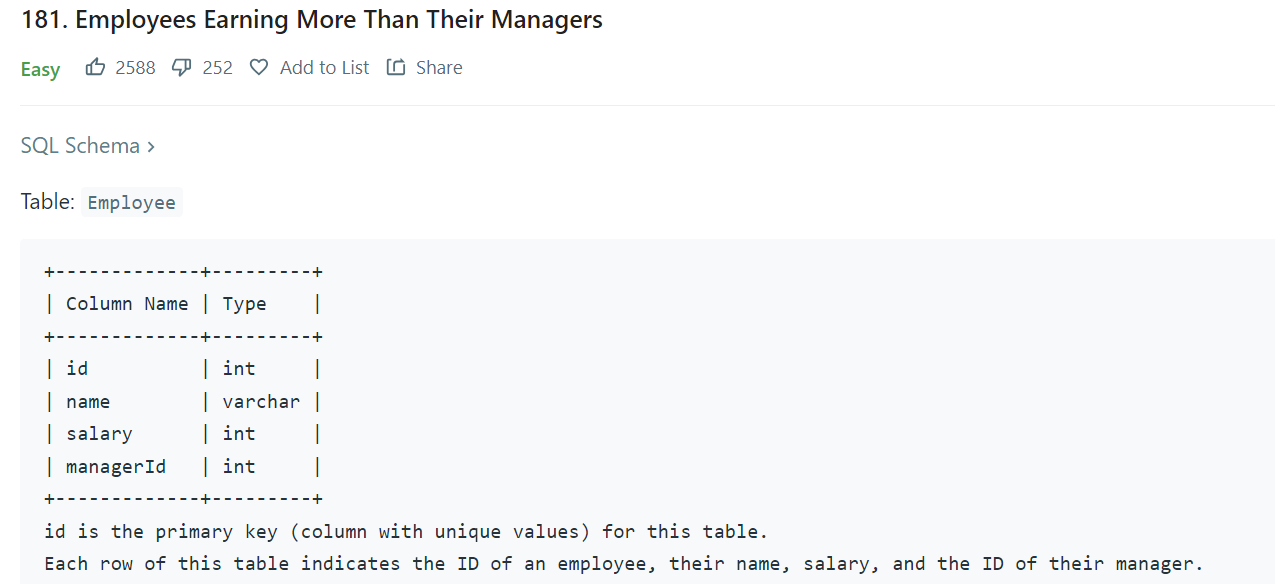 181. Employees Earning More Than Their Managers
Easy 2588 252 Add to List Share
SQL Schema >
Table: Employee
+-------------+---------+
| Column Name | Type    |
+-------------+---------+
| id          | int     |
| name        | varchar |
| salary      | int     |
| managerId   | int     |
+-------------+---------+
id is the primary key (column with unique values) for this table.
Each row of this table indicates the ID of an employee, their name, salary, and the ID of their manager.